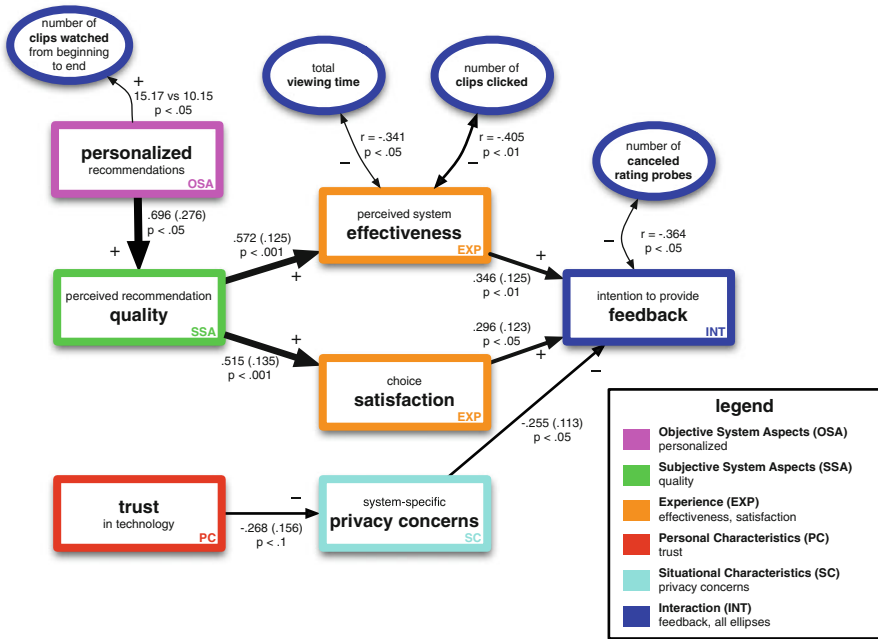 number of
clips watched
from beginning
to end
+
15.17 vs 10.15
p < .05
total
viewing time
number of
clips clicked
r = -.341
p < .05
–
r = -.405
p < .01
–
number of
canceled
rating probes
–
r = -.364
p < .05
personalized
recommendations
OSA
.696 (.276)
p < .05
+
perceived system
effectiveness
EXP
.572 (.125)
p < .001
+
+
.346 (.125)
p < .01
perceived recommendation
quality
SSA
intention to provide
feedback
INT
+
.515 (.135)
p < .001
.296 (.123)
p < .05
+
choice
satisfaction
EXP
–
-.255 (.113)
p < .05
trust
in technology
PC
–
-.268 (.156)
p < .1
system-specific
privacy concerns
SC
legend
Objective System Aspects (OSA)
personalized
Subjective System Aspects (SSA)
quality
Experience (EXP)
effectiveness, satisfaction
Personal Characteristics (PC)
trust
Situational Characteristics (SC)
privacy concerns
Interaction (INT)
feedback, all ellipses